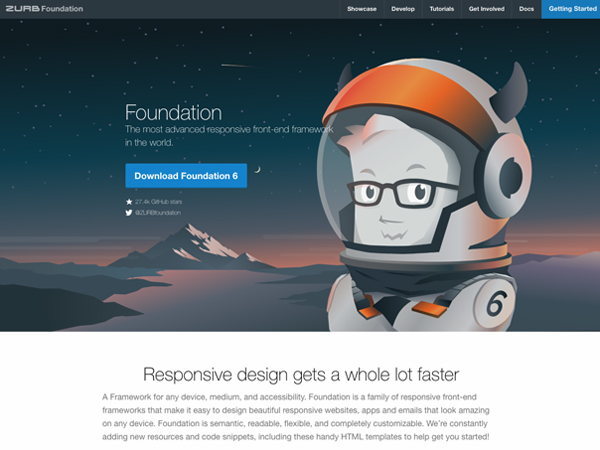 ZURB Foundation
Showcase Develop Tutorials Get Involved Docs Getting Started
Foundation
The most advanced responsive front-end framework
in the world.
Download Foundation 6
27.4k GitHub stars
@ZURBfoundation
6
Responsive design gets a whole lot faster
A Framework for any device, medium, and accessibility. Foundation is a family of responsive front-end
frameworks that make it easy to design beautiful responsive websites, apps and emails that look amazing
on any device. Foundation is semantic, readable, flexible, and completely customizable. We're constantly
adding new resources and code snippets, including these handy HTML templates to help get you started!